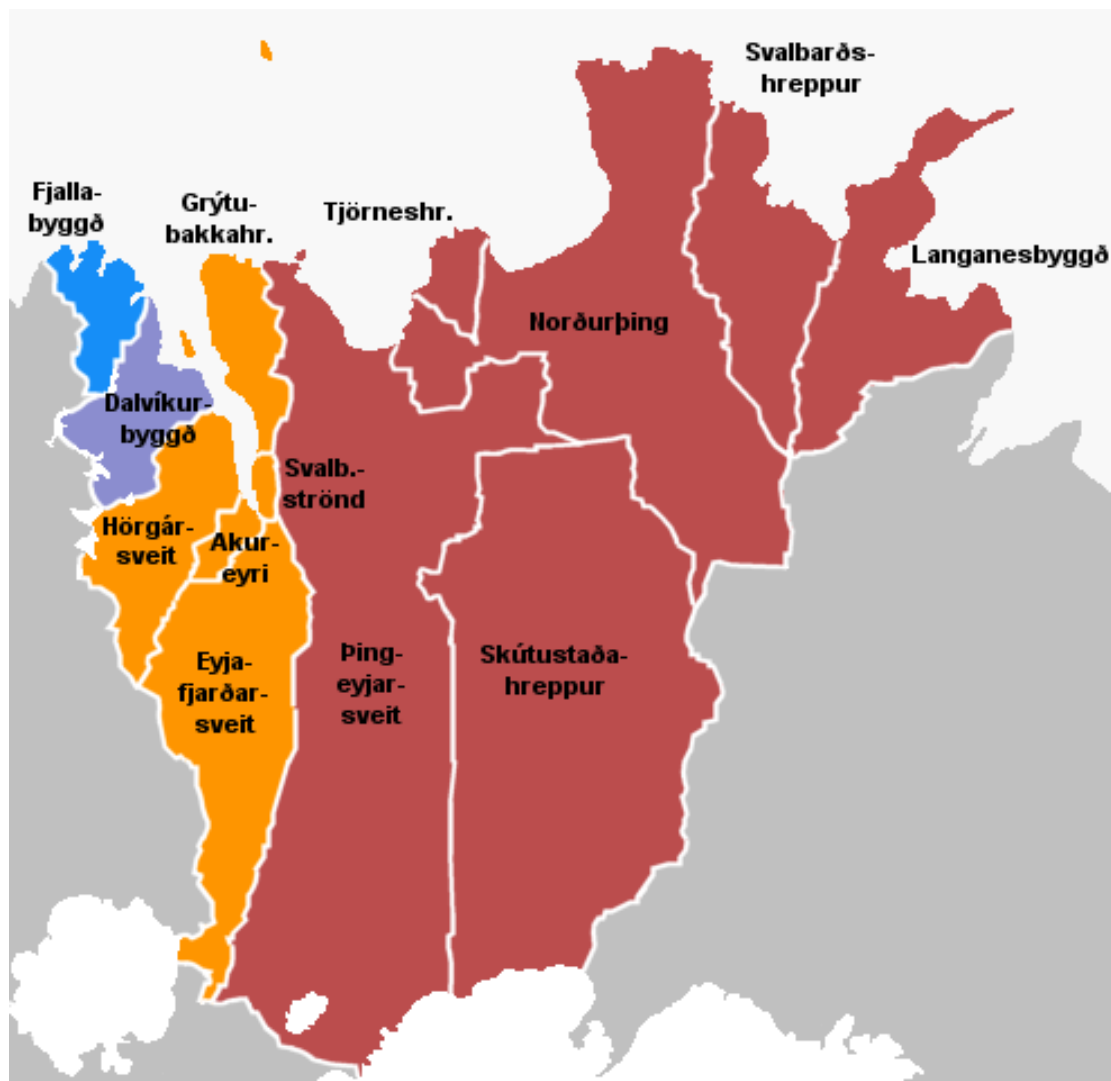 Svalbarðs-
hreppur
Fjalla-
byggð
Grýtu-
bakkahr.
Tjörneshr.
Langanesbyggð
Norðurþing
Dalvíkur-
byggð
Svalb.-
strönd
Hörgár-
sveit
Akur-
eyri
Eyja-
fjarðar-
sveit
Þing-
eyjar-
sveit
Skútustaða-
hreppur